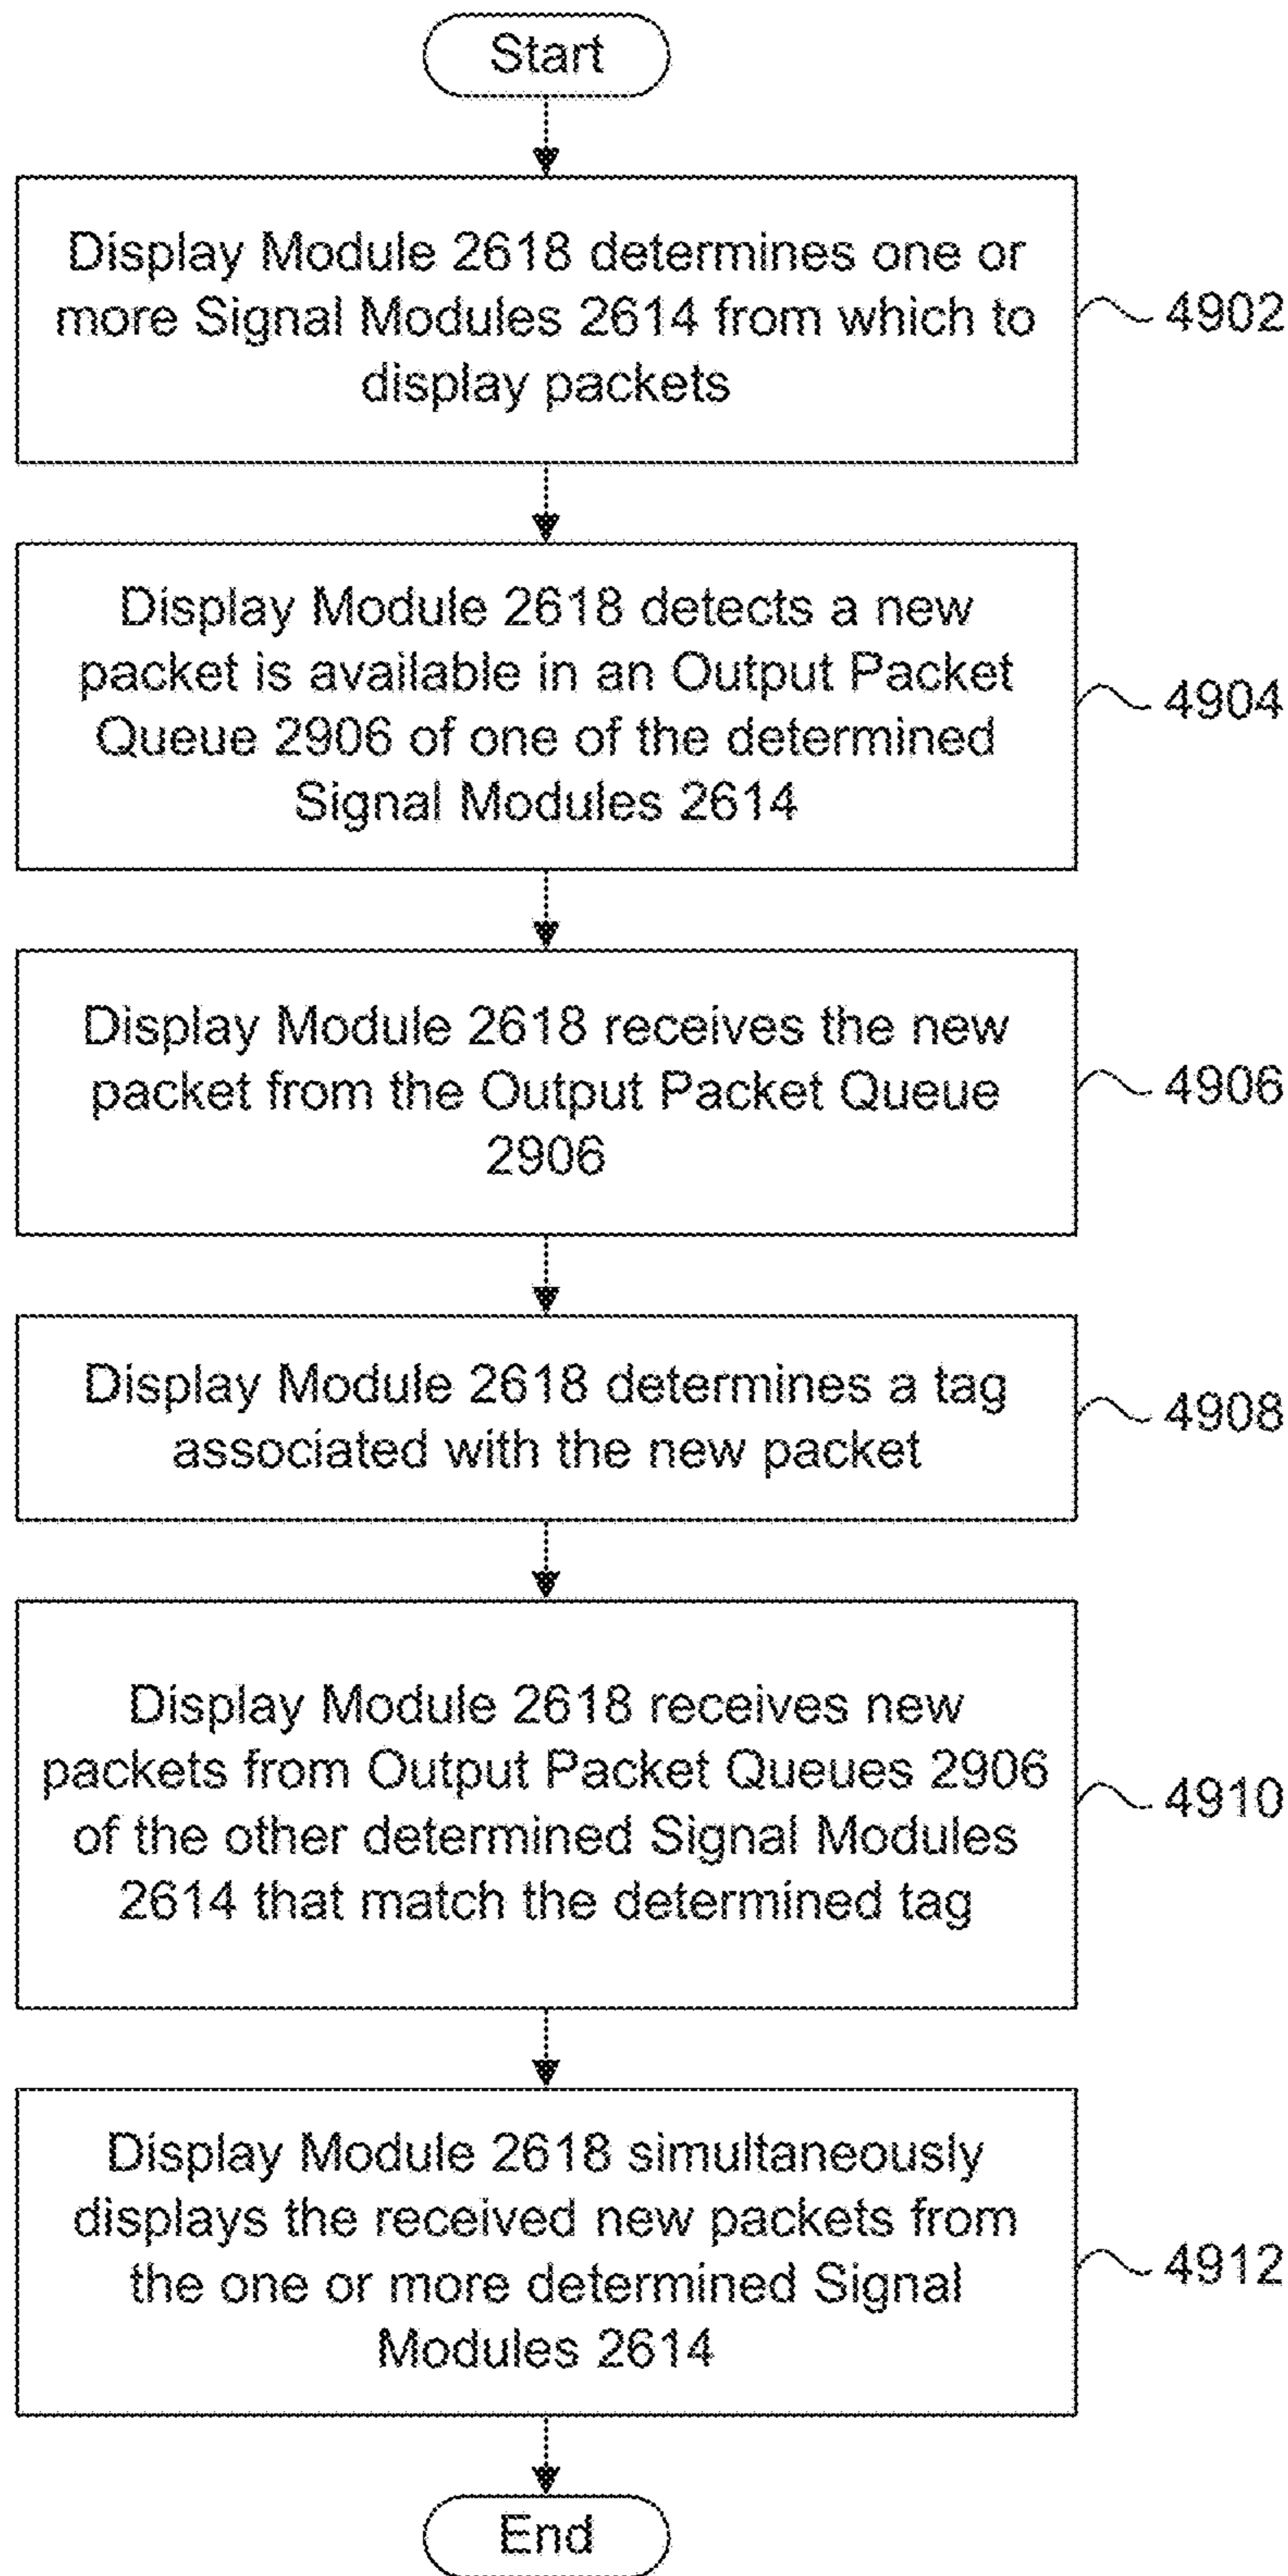 Start
Display Module 2618 determines one or
more Signal Modules 2614 from which to
display packets
4902
Display Module 2618 detects a new
packet is available in an Output Packet
Queue 2906 of one of the determined
Signal Modules 2614
4904
Display Module 2618 receives the new
packet from the Output Packet Queue
2906
4906
Display Module 2618 determines a tag
associated with the new packet
4908
Display Module 2618 receives new
packets from Output Packet Queues 2906
of the other determined Signal Modules
2614 that match the determined tag
4910
Display Module 2618 simultaneously
displays the received new packets from
the one or more determined Signal
Modules 2614
4912
End